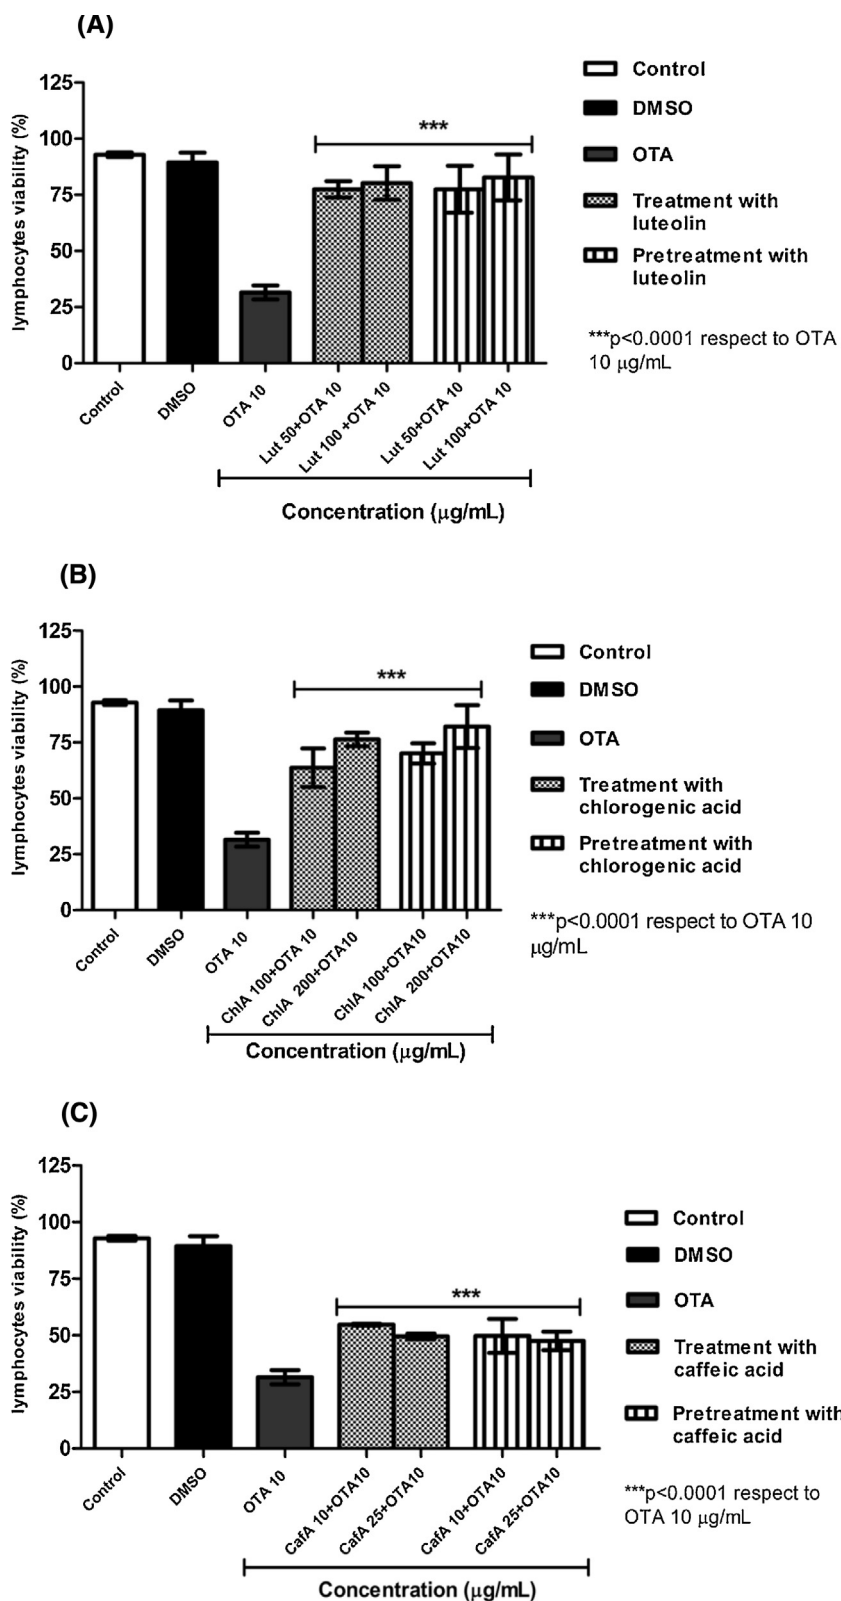 (A)
lymphocytes viability (%)
125
100
75
50
25
0
***
Control
DMSO
OTA 10
Lut 50+OTA 10
Lut 100 +OTA 10
Lut 50+OTA 10
Lut 100+OTA 10
Concentration (μg/mL)
Control
DMSO
OTA
Treatment with
luteolin
Pretreatment with
luteolin
***p<0.0001 respect to OTA
10 μg/mL
(B)
lymphocytes viability (%)
125
100
75
50
25
0
***
Control
DMSO
OTA 10
ChlA 100+OTA 10
ChlA 200+OTA10
ChlA 100+OTA10
ChlA 200+OTA10
Concentration (μg/mL)
Control
DMSO
OTA
Treatment with
chlorogenic acid
Pretreatment with
chlorogenic acid
***p<0.0001 respect to OTA 10
μg/mL
(C)
lymphocytes viability (%)
125
100
75
50
25
0
***
Control
DMSO
OTA 10
CafA 10+OTA10
CafA 25+OTA10
CafA 10+OTA10
CafA 25+OTA10
Concentration (μg/mL)
Control
DMSO
OTA
Treatment with
caffeic acid
Pretreatment with
caffeic acid
***p<0.0001 respect to
OTA 10 μg/mL